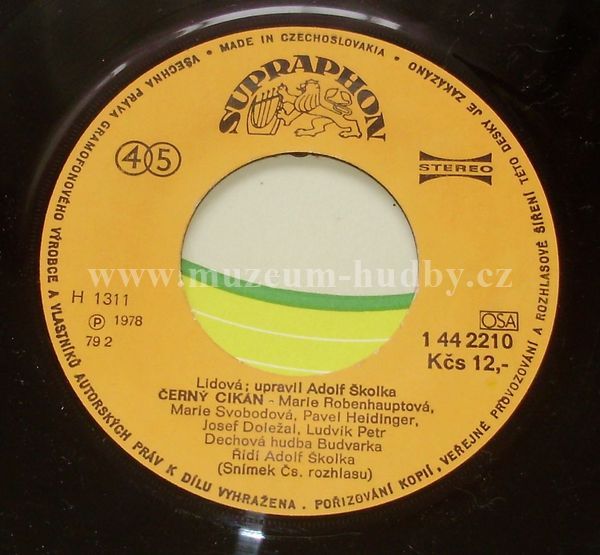 VŠECHNA PRÁVA GRAMOFONOVÉHO VÝROBCE A VLASTNÍKŮ AUTORSKÝCH PRÁV K DÍLU VYHRAŽENA . POŘIZOVÁNÍ KOPIÍ, VEŘEJNÉ PROVOZOVÁNÍ A ROZHLASOVÉ ŠÍŘENÍ TÉTO DESKY JE ZAKÁZÁNO
• MADE IN CZECHOSLOVAKIA •
SUPRAPHON
45
STEREO
www.muzeum-hudby.cz
H 1311
Ⓟ 1978
79 2
OSA
1 44 2210
Kčs 12,-
Lidová; upravil Adolf Školka
ČERNÝ CIKÁN - Marie Robenhauptová,
Marie Svobodová, Pavel Heidinger,
Josef Doležal, Ludvík Petr
Dechová hudba Budvarka
Řídí Adolf Školka
(Snímek Čs. rozhlasu)